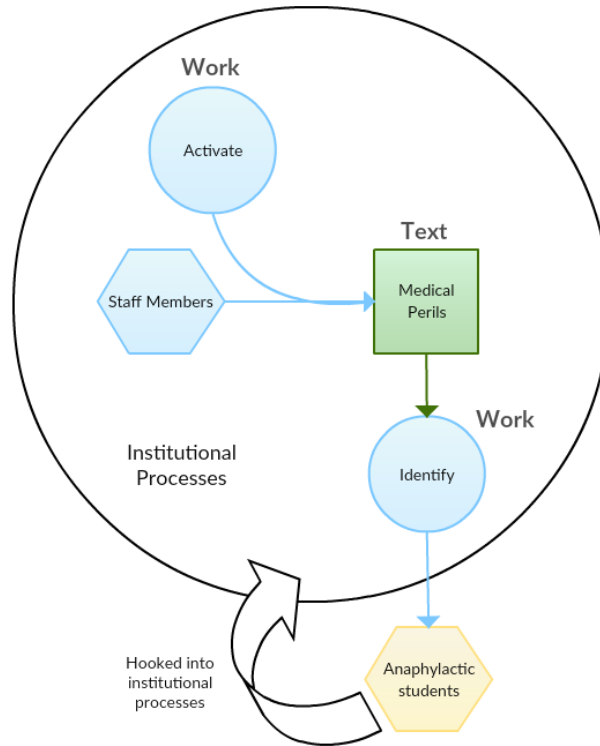 Work
Activate
Text
Staff Members
Medical
Perils
Work
Institutional
Processes
Identify
Hooked into
institutional
processes
Anaphylactic
students